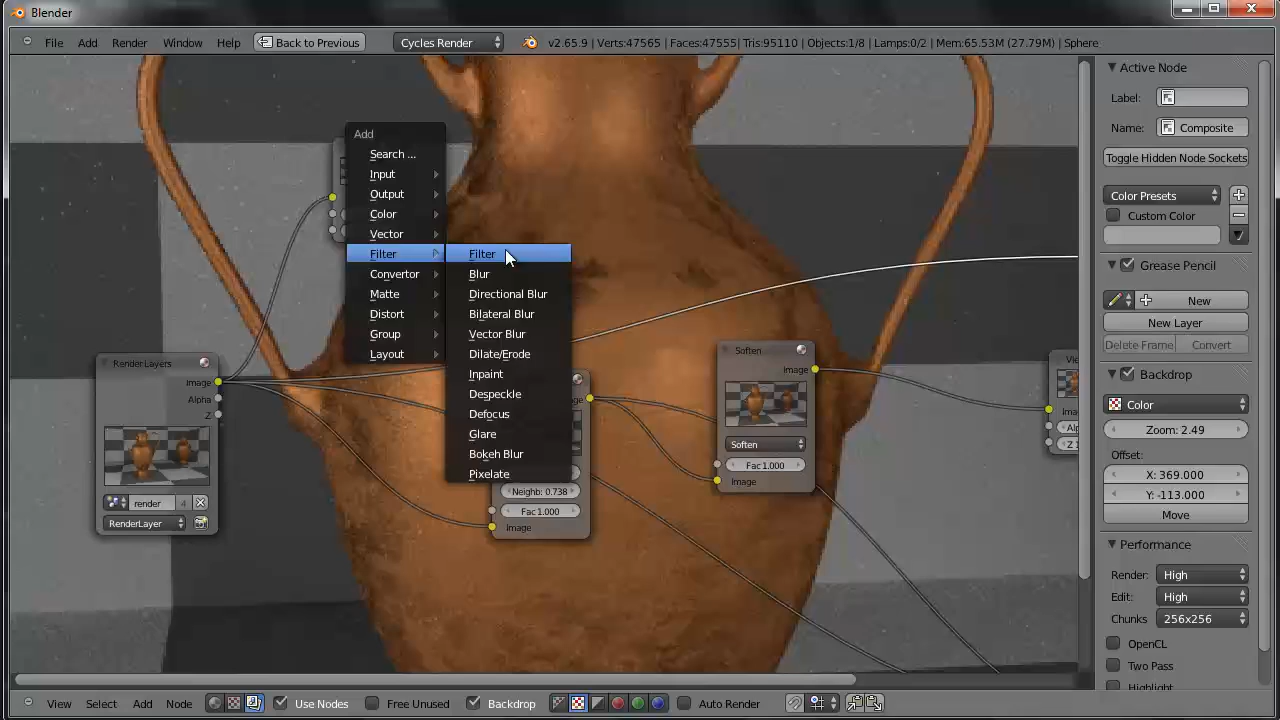 Blender
File Add Render Window Help Back to Previous Cycles Render v2.65.9 | Verts:47565 | Faces:47555| Tris:95110 | Objects:1/8 | Lamps:0/2 | Mem:65.53M (27.79M) | Sphere
Add
Search ...
Input
Output
Color
Vector
Filter
Convertor
Matte
Distort
Group
Layout
Filter
Blur
Directional Blur
Bilateral Blur
Vector Blur
Dilate/Erode
Inpaint
Despeckle
Defocus
Glare
Bokeh Blur
Pixelate
RenderLayers
Image
Alpha
Z
render 4
RenderLayer
Neighb: 0.738
Fac 1.000
Image
Soften
Image
Soften
Fac 1.000
Image
Active Node
Label:
Name: Composite
Toggle Hidden Node Sockets
Color Presets
Custom Color
Grease Pencil
New
New Layer
Delete Frame Convert
Backdrop
Color
Zoom: 2.49
Offset:
X: 369.000
Y: -113.000
Move
Performance
Render: High
Edit: High
Chunks 256x256
OpenCL
Two Pass
Highlight
View Select Add Node Use Nodes Free Unused Backdrop Auto Render